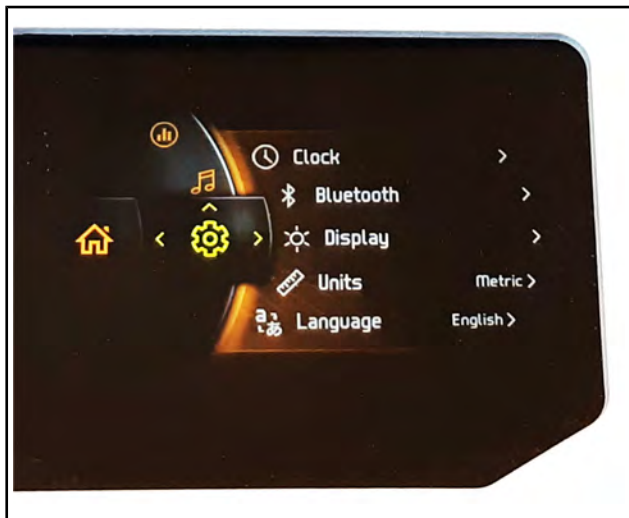 Clock
Bluetooth
Display
Units Metric
Language English